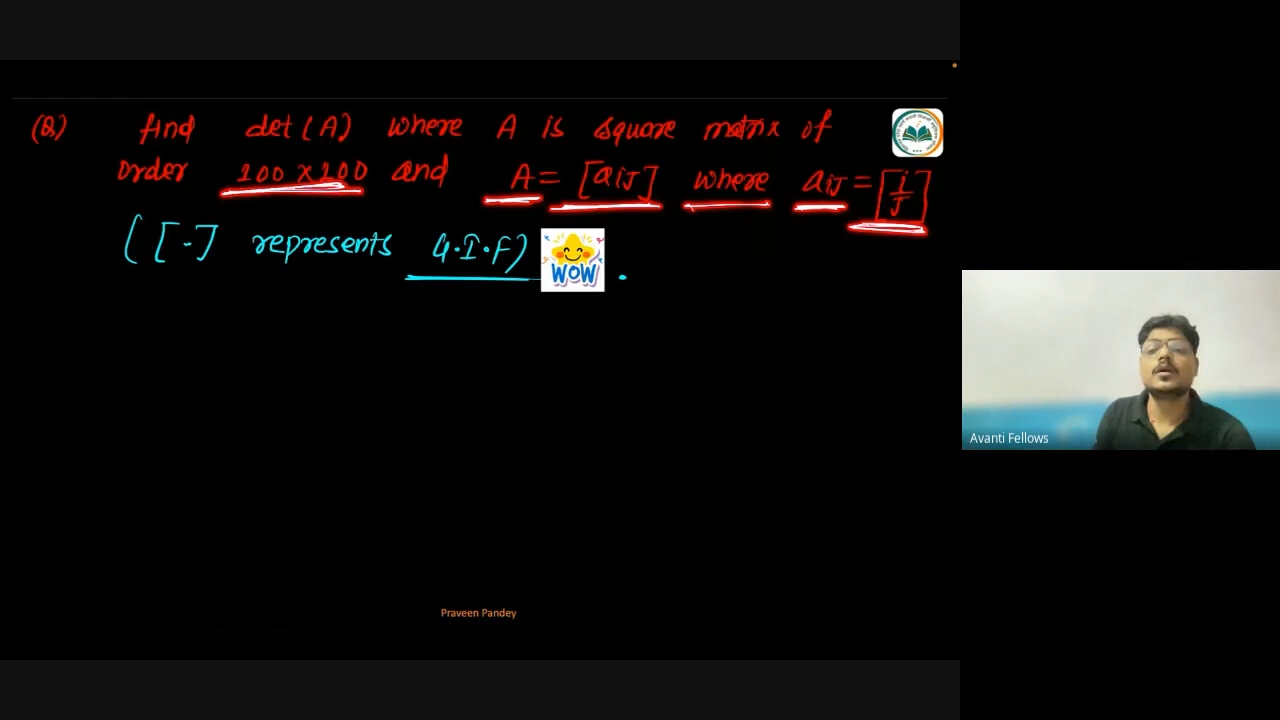 (Q) find det(A) where A is square matrix of
order 100 x 100 and A = [aij] where aij = [i/j]
([.] represents G.I.F) WOW .
Avanti Fellows
Praveen Pandey